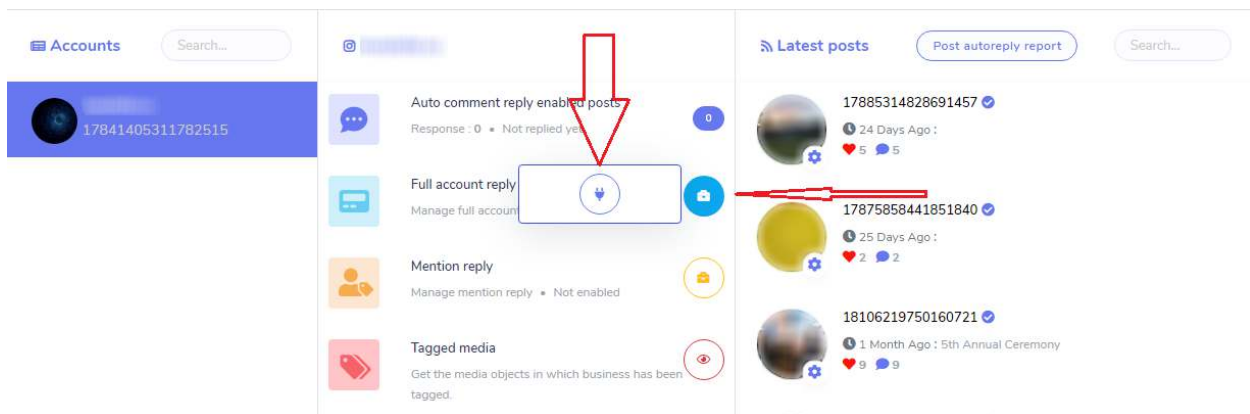 Accounts
Search...
17841405311782515
Auto comment reply enabled posts
Response : 0 • Not replied yet
0
Full account reply
Manage full account
Mention reply
Manage mention reply • Not enabled
Tagged media
Get the media objects in which business has been
tagged.
Latest posts
Post autoreply report
Search...
17885314828691457
24 Days Ago :
5 5
17875858441851840
25 Days Ago :
2 2
18106219750160721
1 Month Ago : 5th Annual Ceremony
9 9